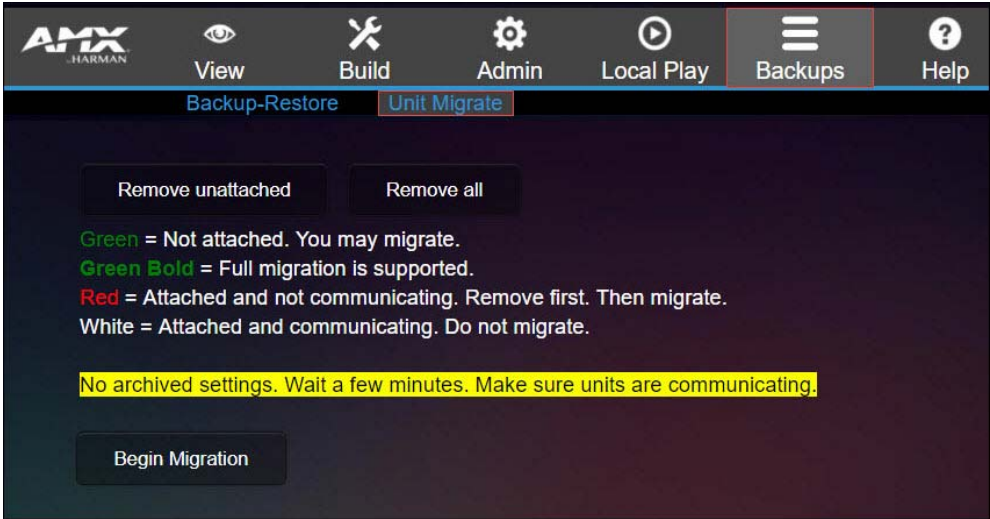 AMX
HARMAN
View
Build
Admin
Local Play
Backups
? Help
Backup-Restore
Unit Migrate
Remove unattached
Remove all
Green = Not attached. You may migrate.
Green Bold = Full migration is supported.
Red = Attached and not communicating. Remove first. Then migrate.
White = Attached and communicating. Do not migrate.
No archived settings. Wait a few minutes. Make sure units are communicating.
Begin Migration